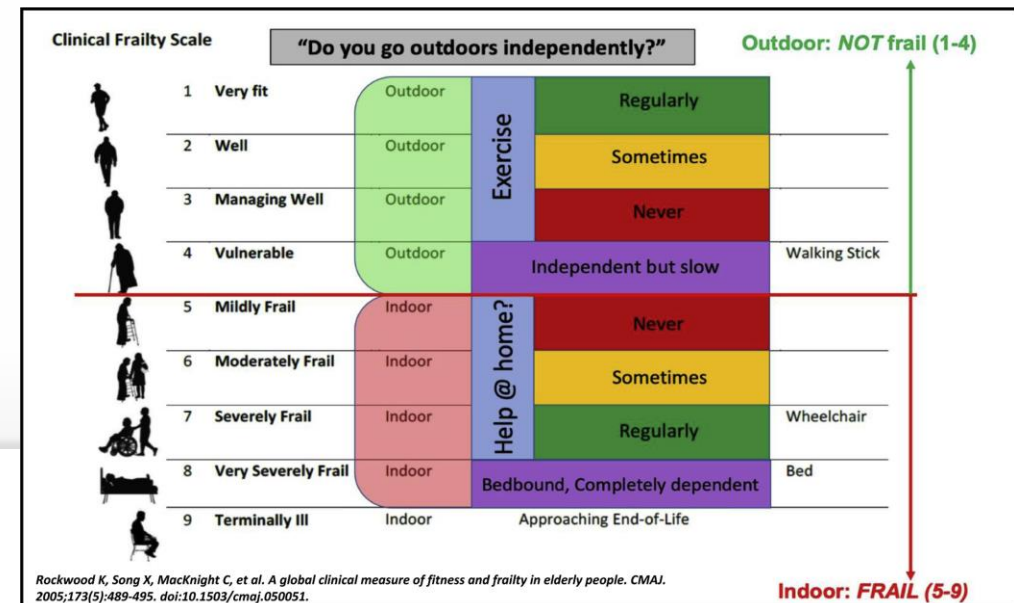 Clinical Frailty Scale
“Do you go outdoors independently?”
Outdoor: NOT frail (1-4)
1 Very fit Outdoor Regularly
2 Well Outdoor Sometimes
3 Managing Well Outdoor Never
Exercise
4 Vulnerable Outdoor Independent but slow Walking Stick
5 Mildly Frail Indoor Never
6 Moderately Frail Indoor Sometimes
7 Severely Frail Indoor Regularly Wheelchair
Help @ home?
8 Very Severely Frail Indoor Bedbound, Completely dependent Bed
9 Terminally Ill Indoor Approaching End-of-Life
Rockwood K, Song X, MacKnight C, et al. A global clinical measure of fitness and frailty in elderly people. CMAJ.
2005;173(5):489-495. doi:10.1503/cmaj.050051.
Indoor: FRAIL (5-9)